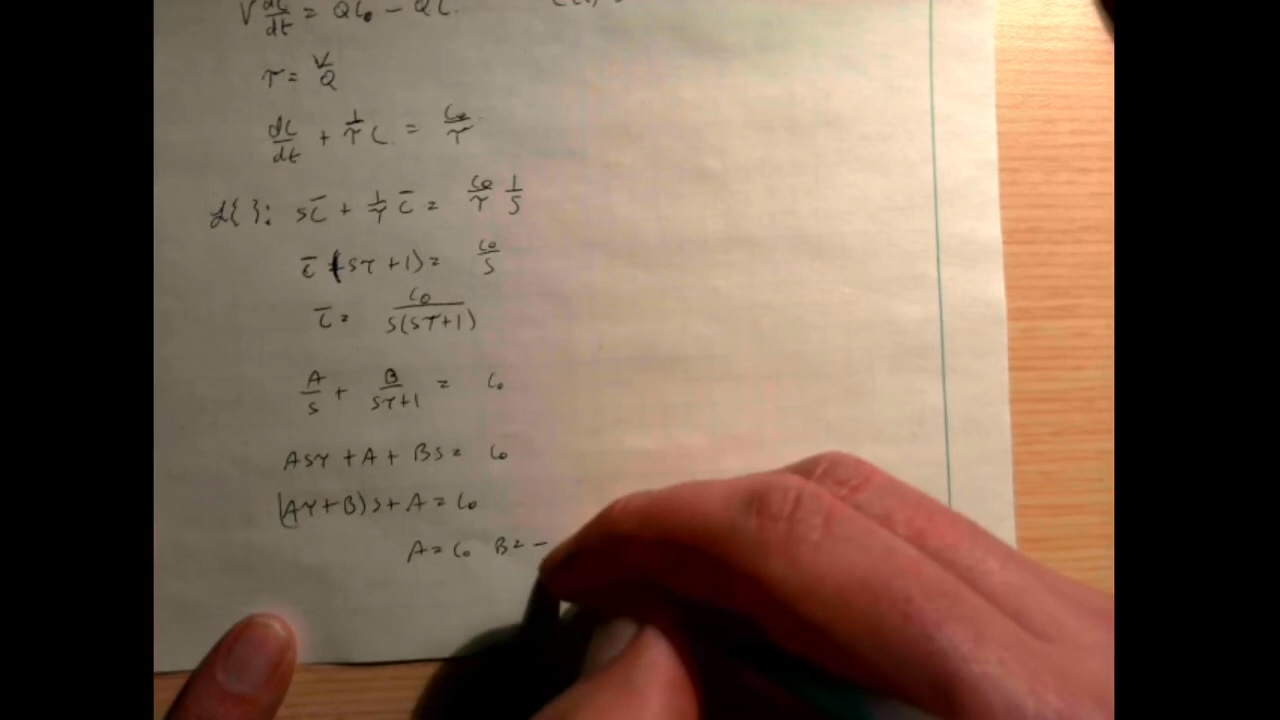 V dC/dt = QC₀ - QC
τ = V/Q
dC/dt + 1/τ C = C₀/τ
ℒ{ }: sC̄ + 1/τ C̄ = C₀/τ 1/s
C̄ (sτ + 1) = C₀/s
C̄ = C₀/s(sτ+1)
A/s + B/sτ+1 = C₀
Asτ + A + Bs = C₀
(Aτ + B)s + A = C₀
A = C₀ B = -